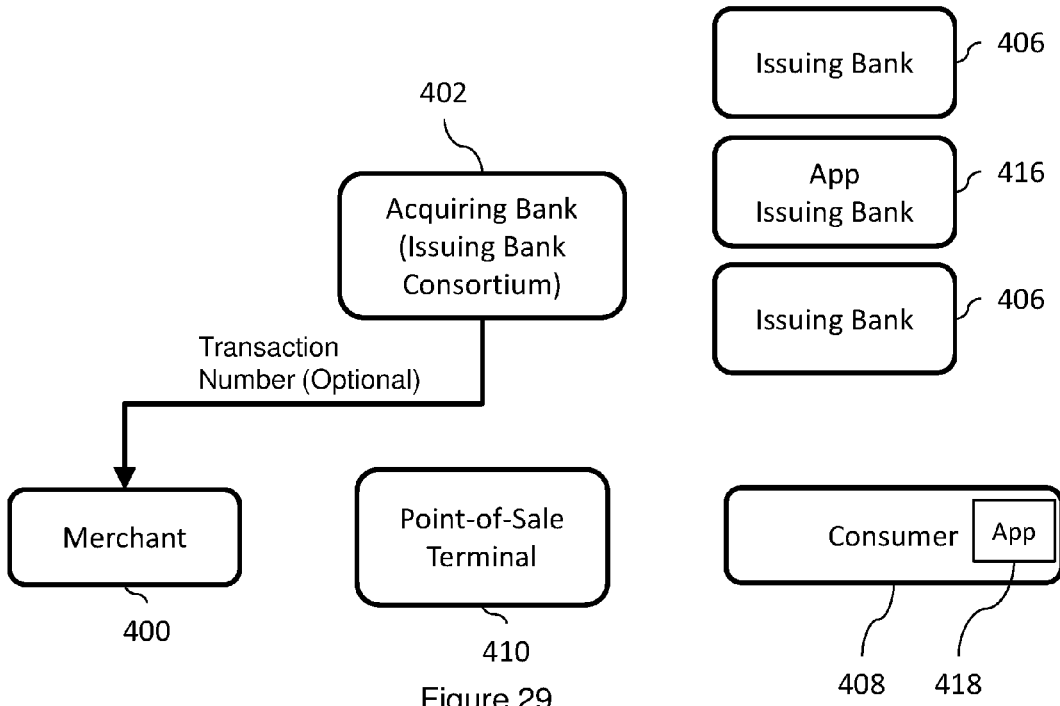 Issuing Bank
406
402
App
Issuing Bank
416
Acquiring Bank
(Issuing Bank
Consortium)
Issuing Bank
406
Transaction
Number (Optional)
Merchant
Point-of-Sale
Terminal
Consumer
App
400
410
408
418
Figure 29